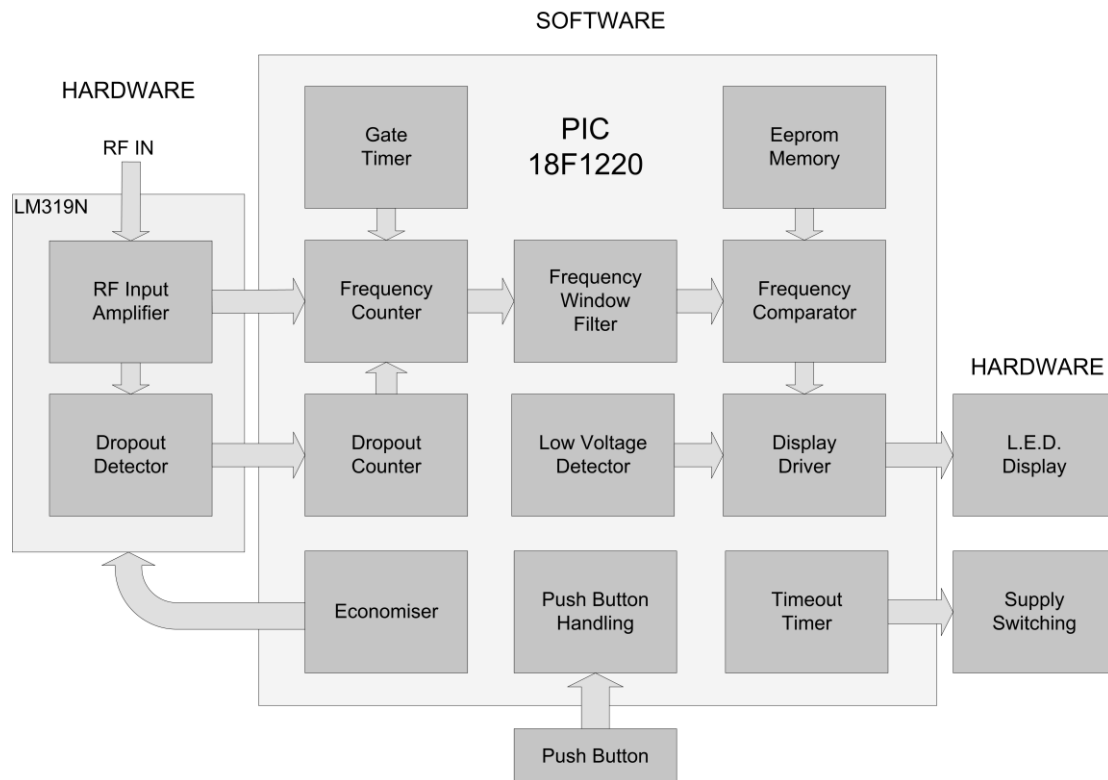 SOFTWARE
HARDWARE
RF IN
LM319N
PIC
18F1220
Gate
Timer
Eeprom
Memory
RF Input
Amplifier
Frequency
Counter
Frequency
Window
Filter
Frequency
Comparator
HARDWARE
Dropout
Detector
Dropout
Counter
Low Voltage
Detector
Display
Driver
L.E.D.
Display
Economiser
Push Button
Handling
Timeout
Timer
Supply
Switching
Push Button